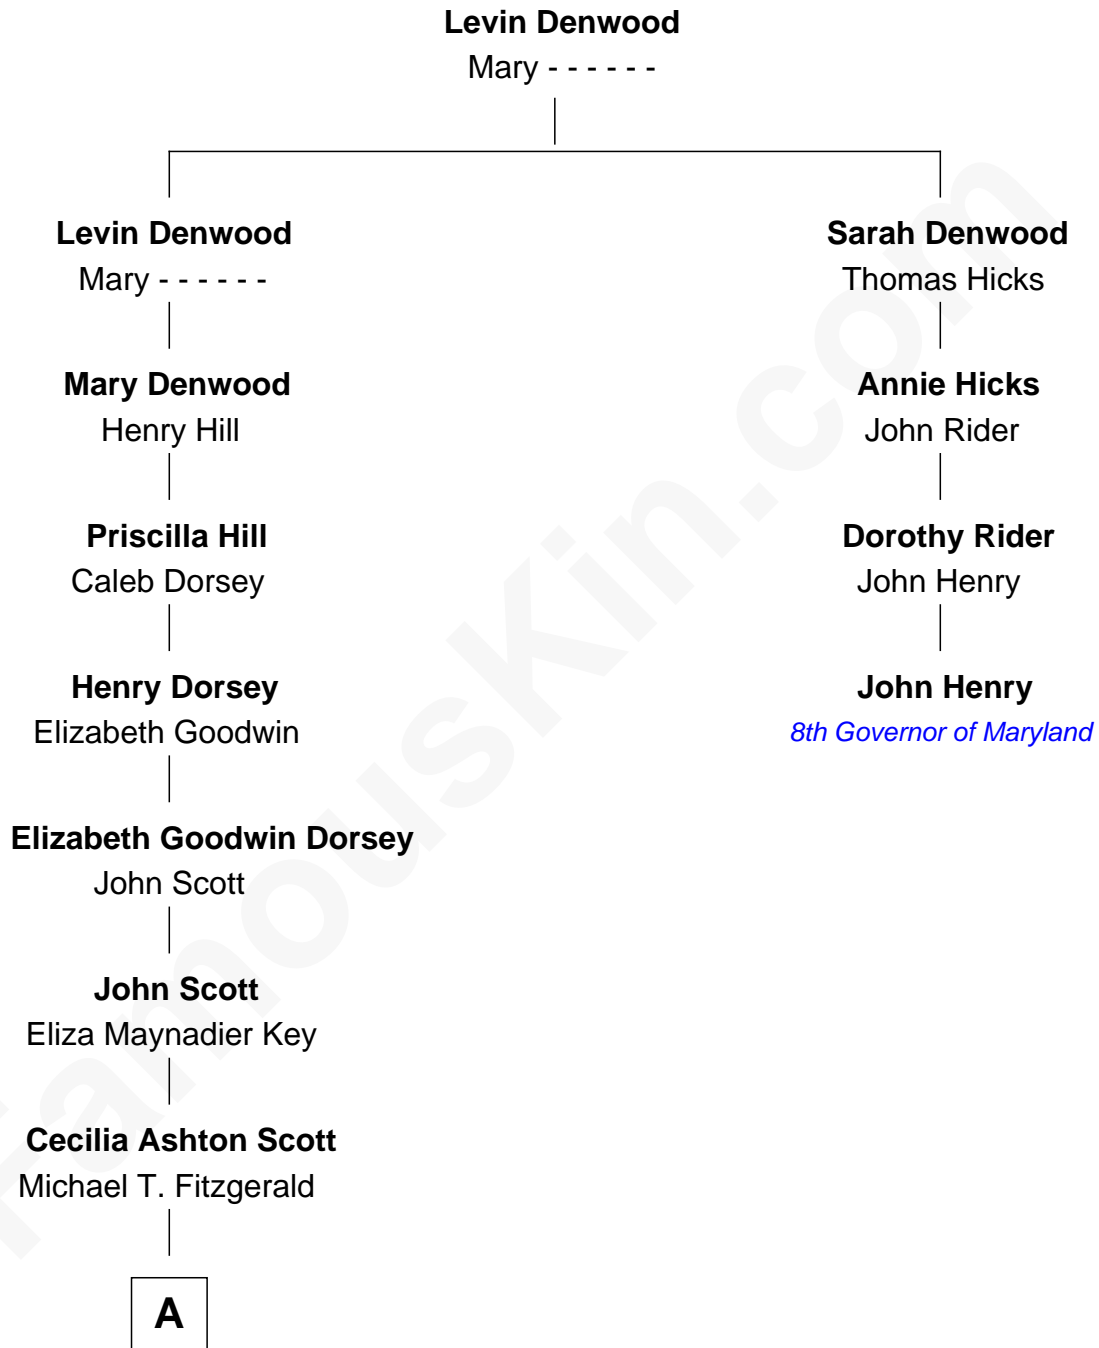 Levin Denwood
Mary - - - - - -
Levin Denwood
Mary - - - - - -
Mary Denwood
Henry Hill
Priscilla Hill
Caleb Dorsey
Henry Dorsey
Elizabeth Goodwin
Elizabeth Goodwin Dorsey
John Scott
John Scott
Eliza Maynadier Key
Cecilia Ashton Scott
Michael T. Fitzgerald
A
Sarah Denwood
Thomas Hicks
Annie Hicks
John Rider
Dorothy Rider
John Henry
John Henry
8th Governor of Maryland
FamousKin.com